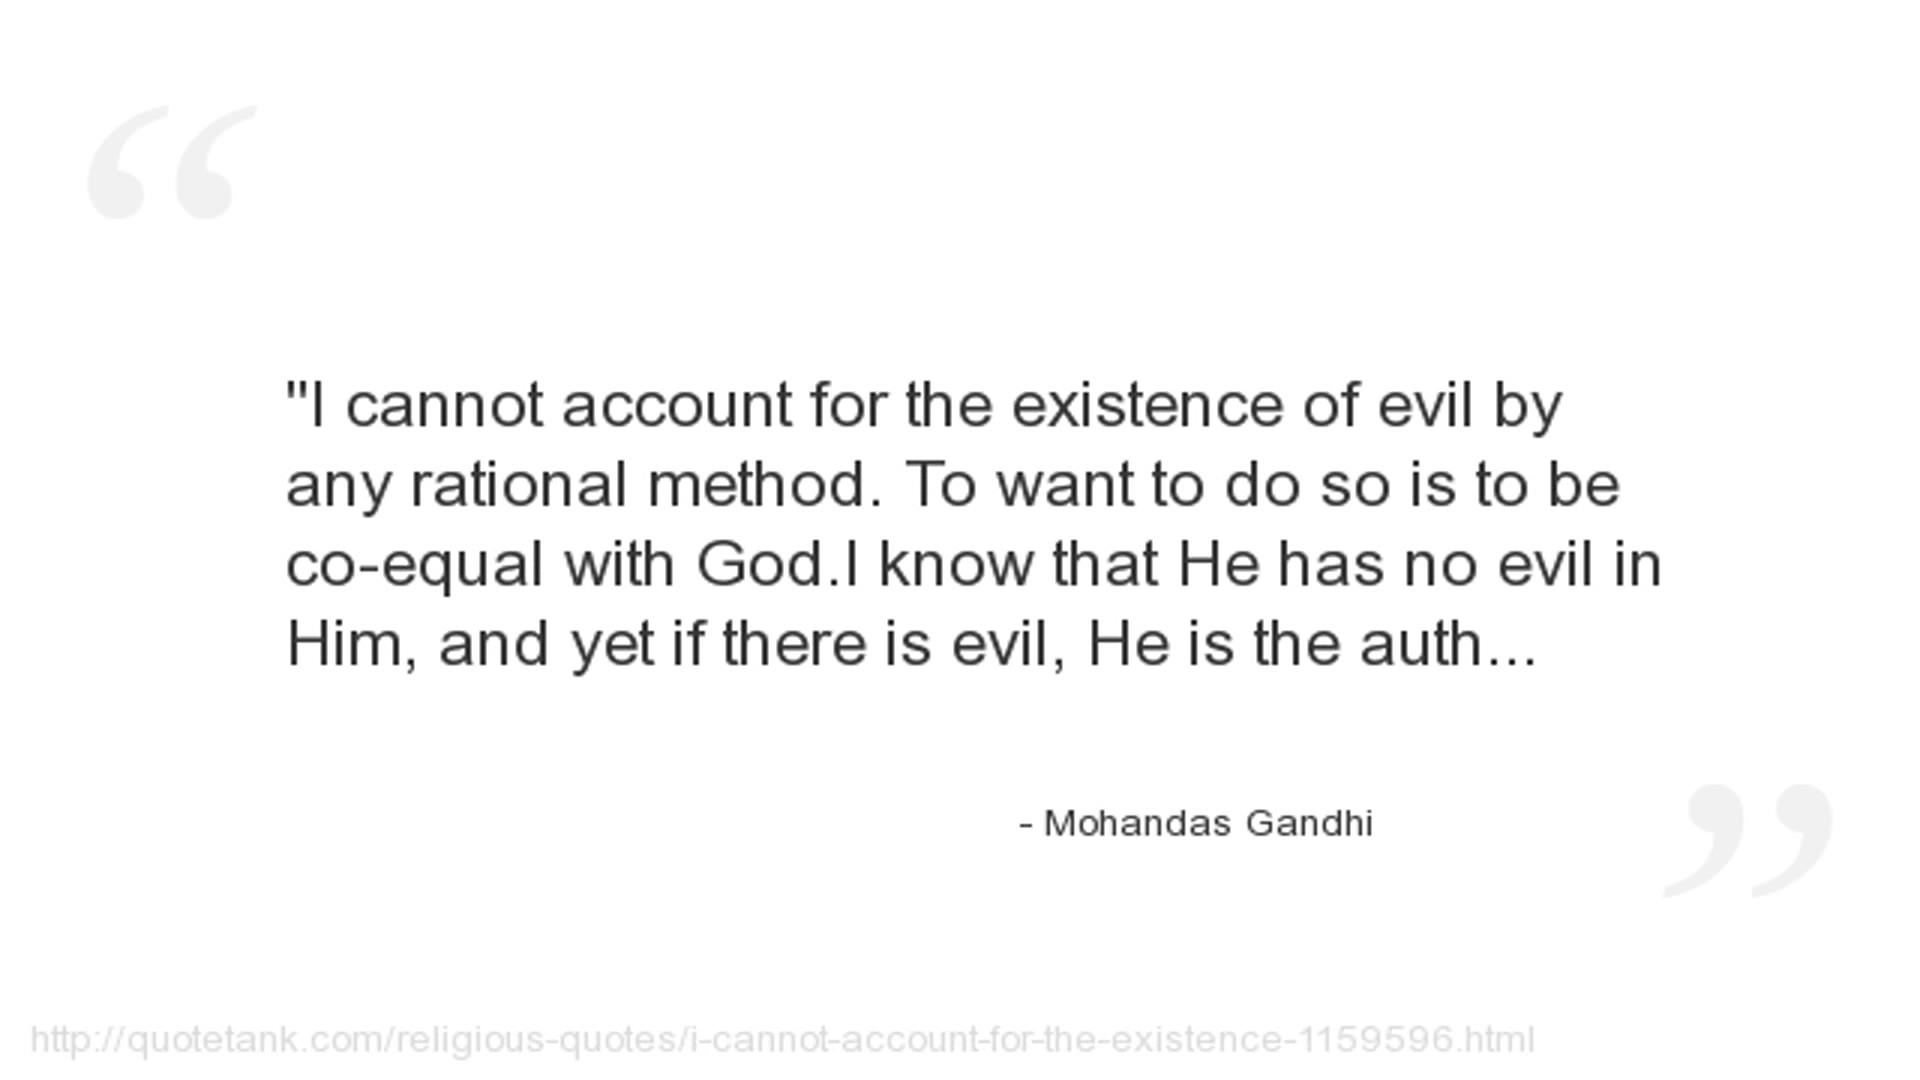 "I cannot account for the existence of evil by
any rational method. To want to do so is to be
co-equal with God.I know that He has no evil in
Him, and yet if there is evil, He is the auth...
- Mohandas Gandhi
http://quotetank.com/religious-quotes/i-cannot-account-for-the-existence-1159596.html